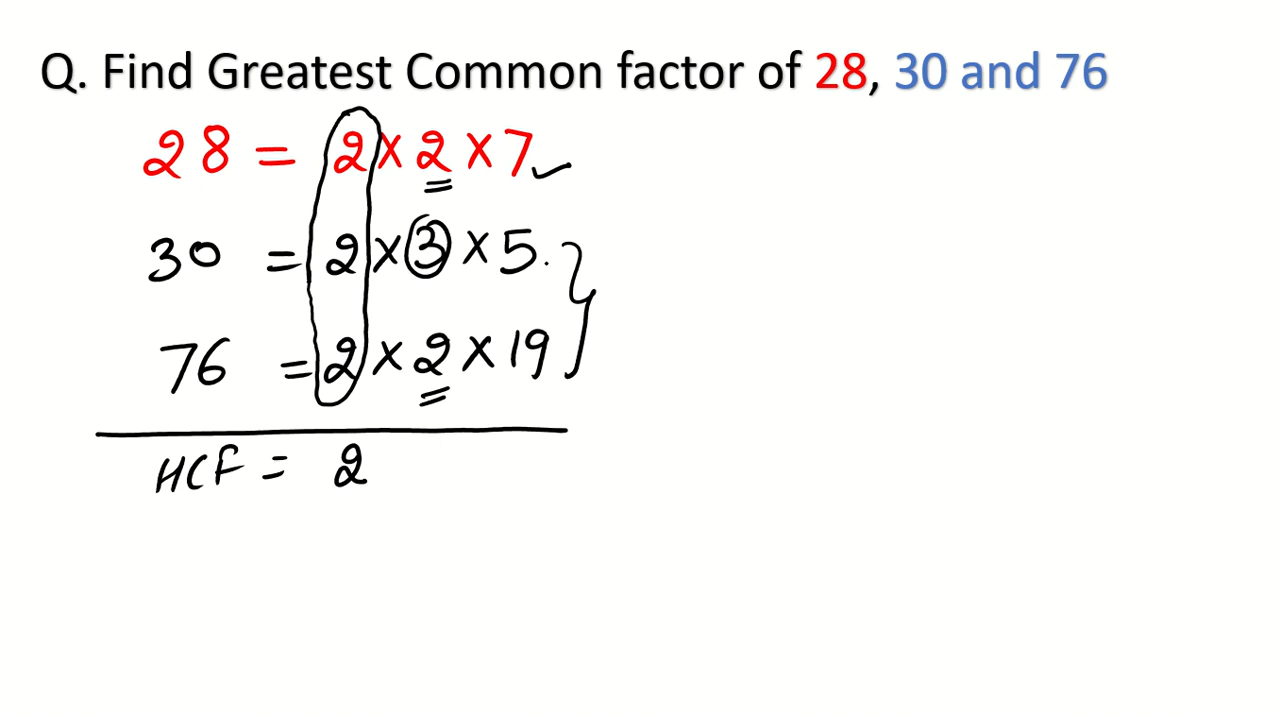 Q. Find Greatest Common factor of 28, 30 and 76
28 = 2 × 2 × 7
30 = 2 × 3 × 5
76 = 2 × 2 × 19
HCF = 2